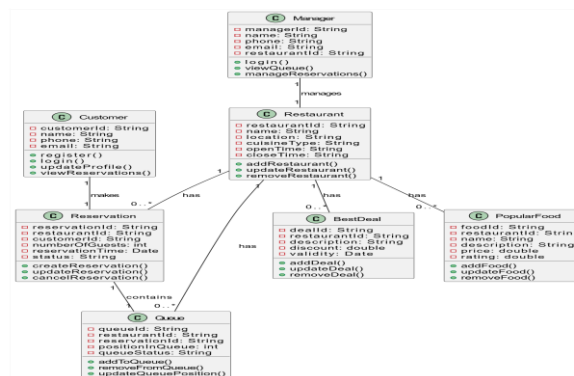 C Manager
managerId: String
name: String
phone: String
email: String
restaurantId: String
login()
viewQueue()
manageReservations()
1
manages
1
C Restaurant
restaurantId: String
name: String
location: String
cuisineType: String
openTime: String
closeTime: String
addRestaurant()
updateRestaurant()
removeRestaurant()
C Customer
customerId: String
name: String
phone: String
email: String
register()
login()
updateProfile()
viewReservations()
1
makes
1
1
has
0..*
1
has
0..*
1
has
0..*
1
has
0..*
C Reservation
reservationId: String
restaurantId: String
customerId: String
numberOfGuests: int
reservationTime: Date
status: String
createReservation()
updateReservation()
cancelReservation()
C BestDeal
dealId: String
restaurantId: String
description: String
discount: double
validity: Date
addDeal()
updateDeal()
removeDeal()
C PopularFood
foodId: String
restaurantId: String
name: String
description: String
price: double
rating: double
addFood()
updateFood()
removeFood()
1
contains
1
C Queue
queueId: String
restaurantId: String
reservationId: String
positionInQueue: int
queueStatus: String
addToQueue()
removeFromQueue()
updateQueuePosition()